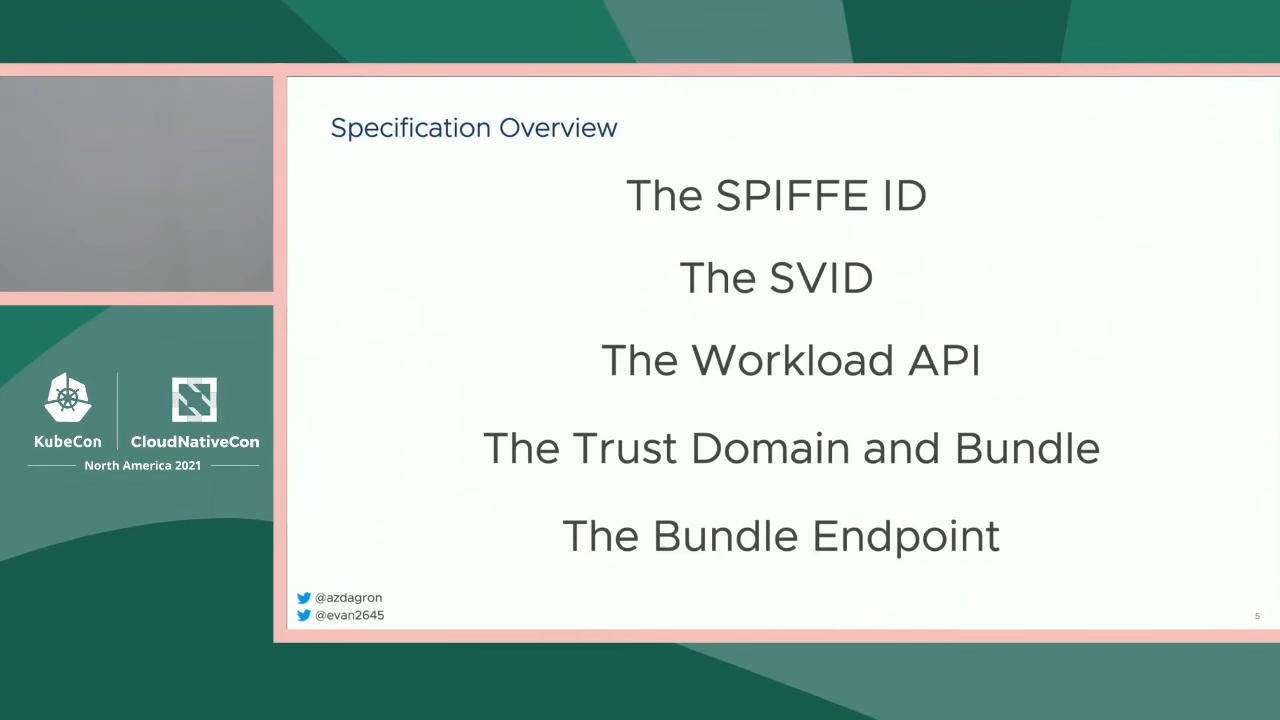 Specification Overview
The SPIFFE ID
The SVID
The Workload API
The Trust Domain and Bundle
The Bundle Endpoint
@azdagron
@evan2645
5
KubeCon
CloudNativeCon
North America 2021